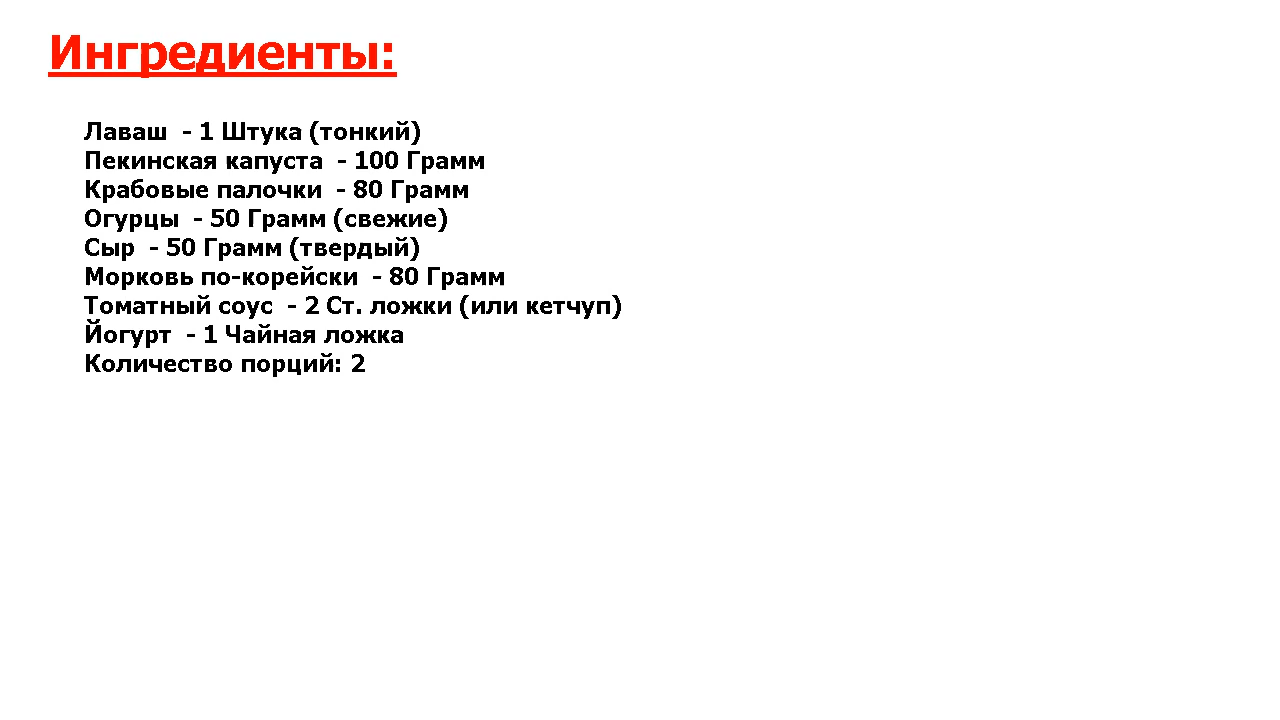 Ингредиенты:
Лаваш  - 1 Штука (тонкий)
Пекинская капуста  - 100 Грамм
Крабовые палочки  - 80 Грамм
Огурцы  - 50 Грамм (свежие)
Сыр  - 50 Грамм (твердый)
Морковь по-корейски  - 80 Грамм
Томатный соус  - 2 Ст. ложки (или кетчуп)
Йогурт  - 1 Чайная ложка
Количество порций: 2